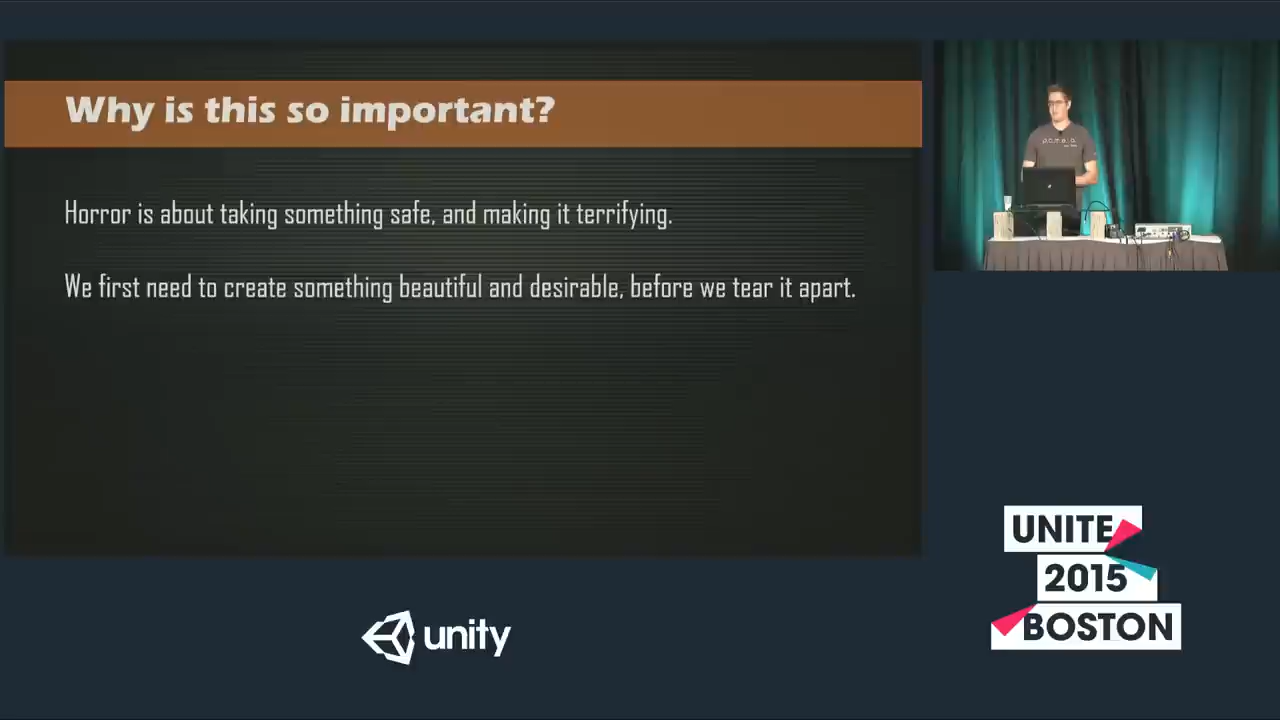 Why is this so important?
Horror is about taking something safe, and making it terrifying.
We first need to create something beautiful and desirable, before we tear it apart.
p.a.m.e.l.a.
unity
UNITE
2015
BOSTON